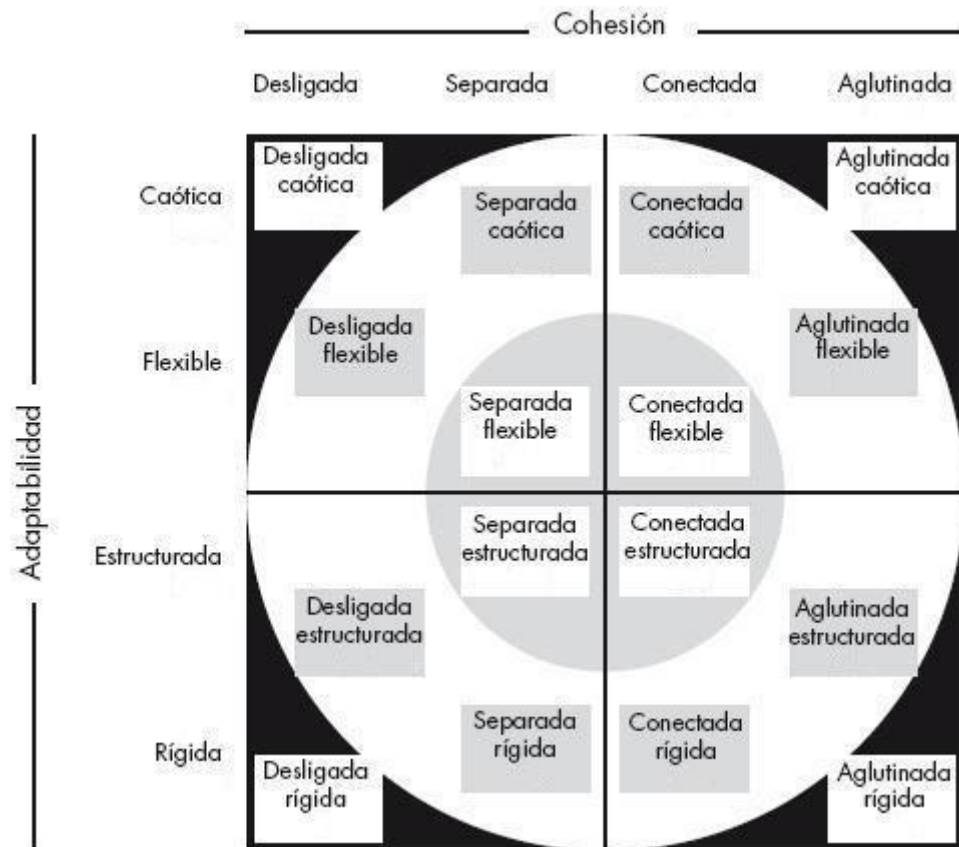 Cohesión
Desligada Separada Conectada Aglutinada
Adaptabilidad
Caótica
Desligada
caótica
Separada
caótica
Conectada
caótica
Aglutinada
caótica
Flexible
Desligada
flexible
Separada
flexible
Conectada
flexible
Aglutinada
flexible
Estructurada
Desligada
estructurada
Separada
estructurada
Conectada
estructurada
Aglutinada
estructurada
Rígida
Desligada
rígida
Separada
rígida
Conectada
rígida
Aglutinada
rígida